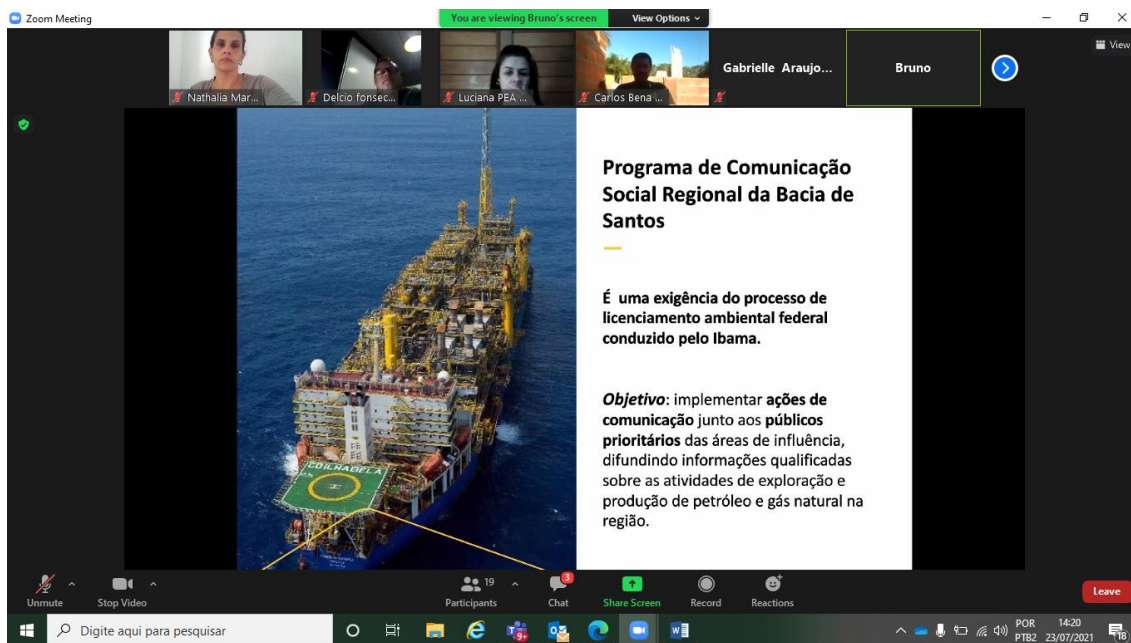 Zoom Meeting
You are viewing Bruno's screen
View Options
View
Nathalia Mar...
Delcio fonsec...
Luciana PEA ...
Carlos Bena ...
Gabrielle Araujo...
Bruno
Programa de Comunicação
Social Regional da Bacia de
Santos
É uma exigência do processo de
licenciamento ambiental federal
conduzido pelo Ibama.
Objetivo: implementar ações de
comunicação junto aos públicos
prioritários das áreas de influência,
difundindo informações qualificadas
sobre as atividades de exploração e
produção de petróleo e gás natural na
região.
Unmute
Stop Video
19
Participants
3
Chat
Share Screen
Record
Reactions
Leave
Digite aqui para pesquisar
9+
POR
PTB2
14:20
23/07/2021
18